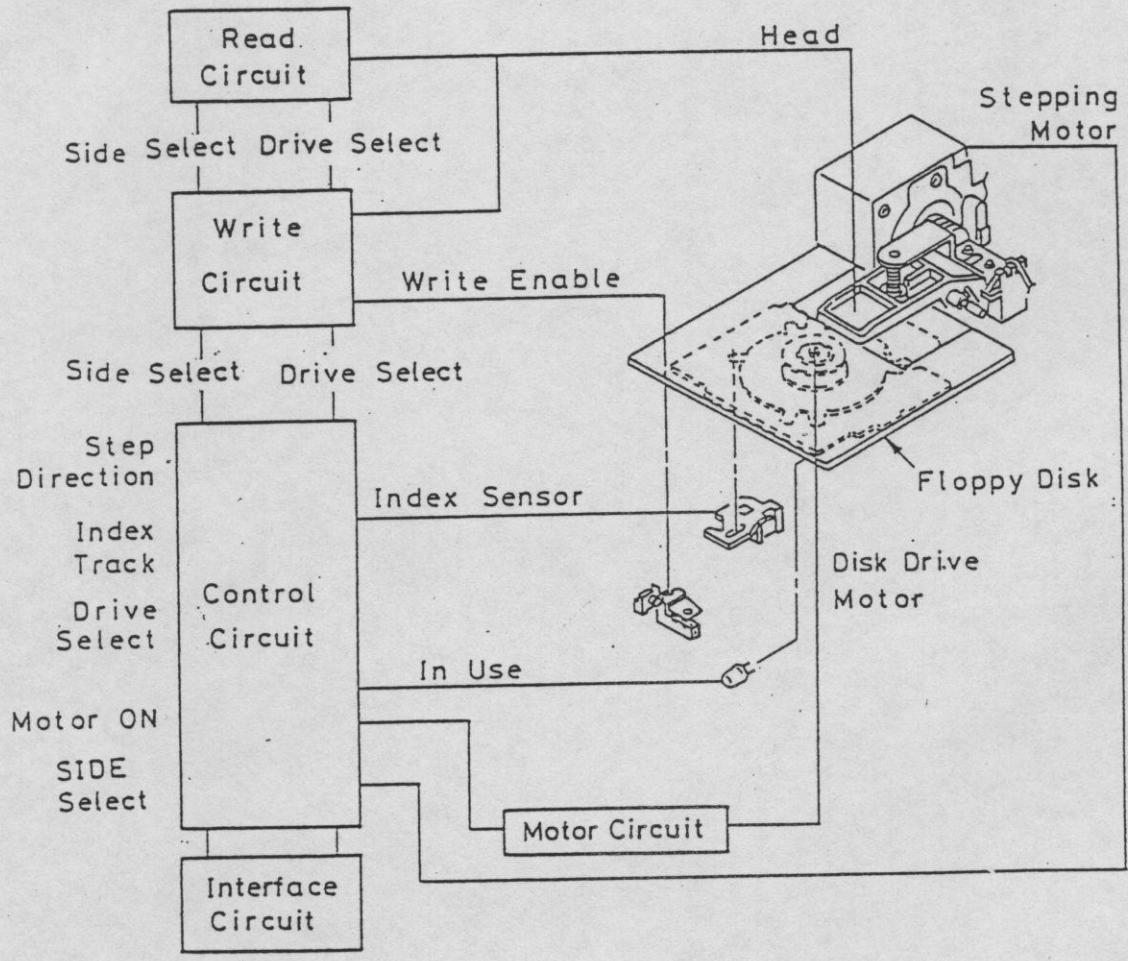 Read
Circuit
Head
Stepping
Motor
Side Select Drive Select
Write
Circuit
Write Enable
Side Select Drive Select
Step
Direction
Index Sensor
Floppy Disk
Index
Track
Control
Circuit
Disk Drive
Motor
Drive
Select
In Use
Motor ON
SIDE
Select
Motor Circuit
Interface
Circuit